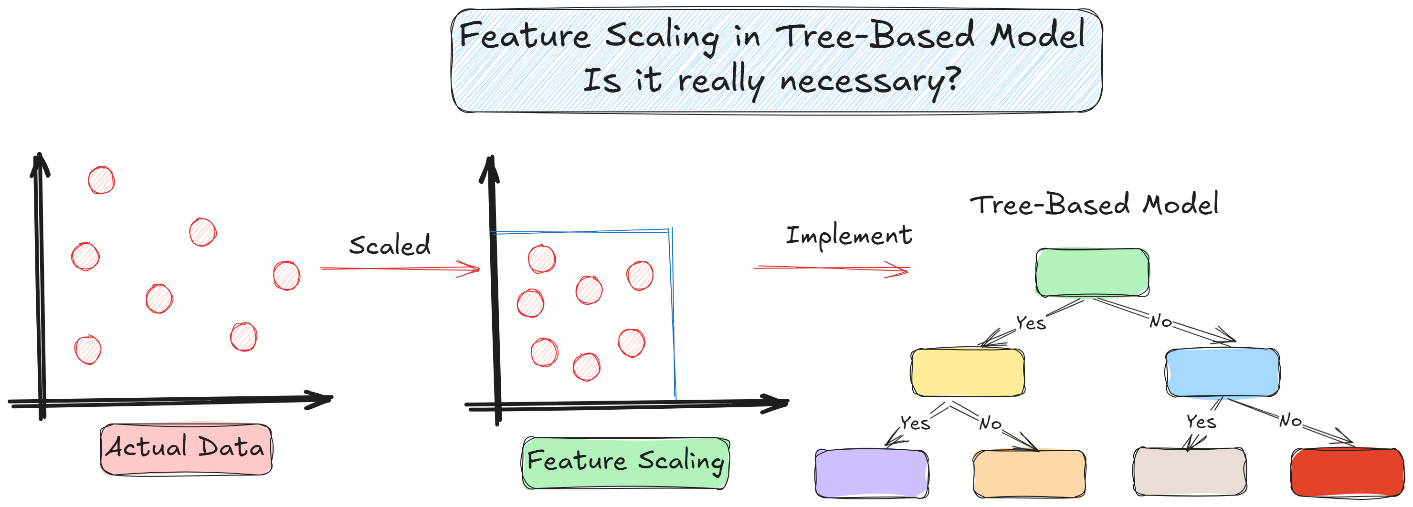 Feature Scaling in Tree-Based Model
Is it really necessary?
Scaled
Implement
Tree-Based Model
Yes
No
Yes
No
Yes
No
Actual Data
Feature Scaling